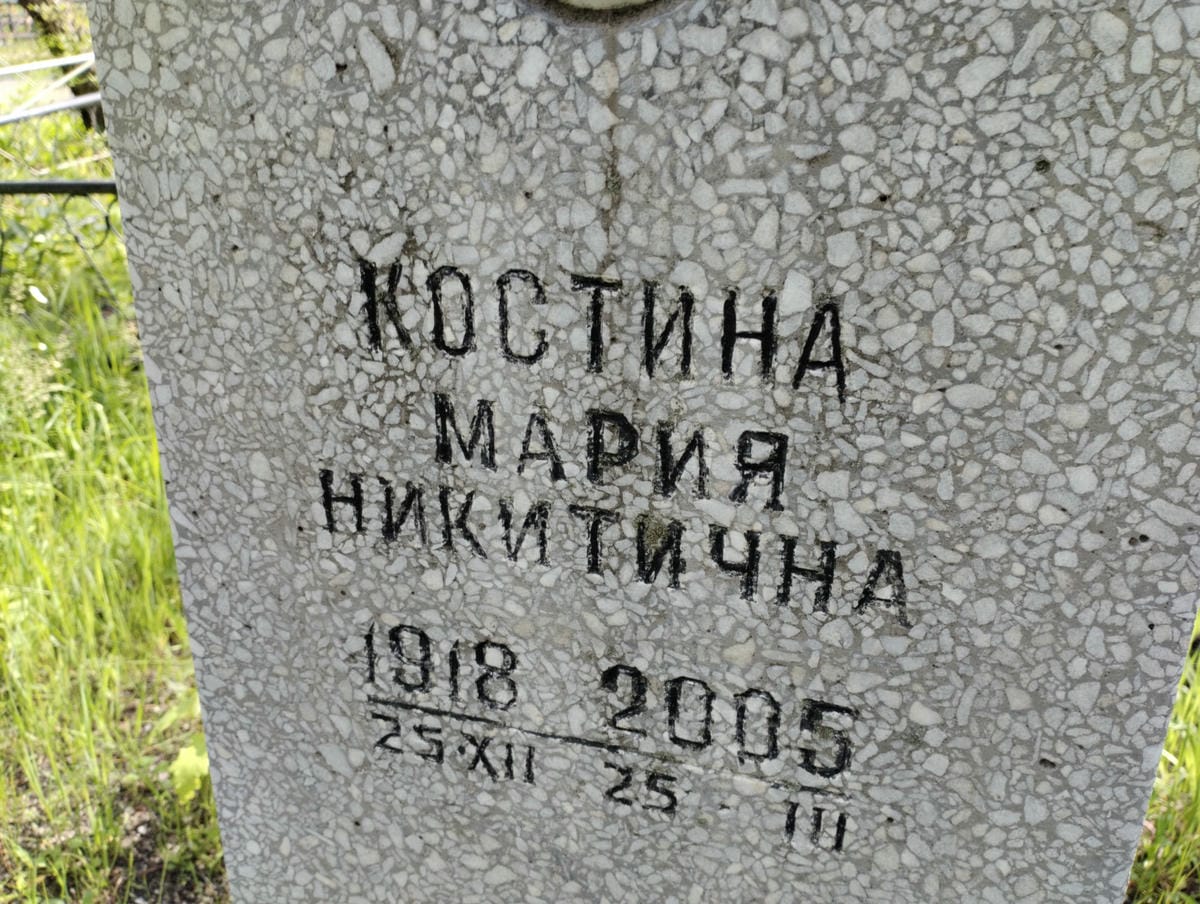 КОСТИНА
МАРИЯ
НИКИТИЧНА
1918 2005
25·XII 25 III